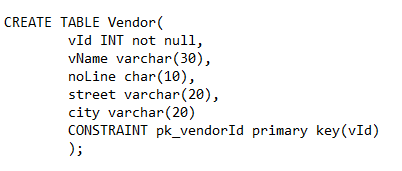 CREATE TABLE Vendor(
vId INT not null,
vName varchar(30),
noLine char(10),
street varchar(20),
city varchar(20)
CONSTRAINT pk_vendorId primary key(vId)
);